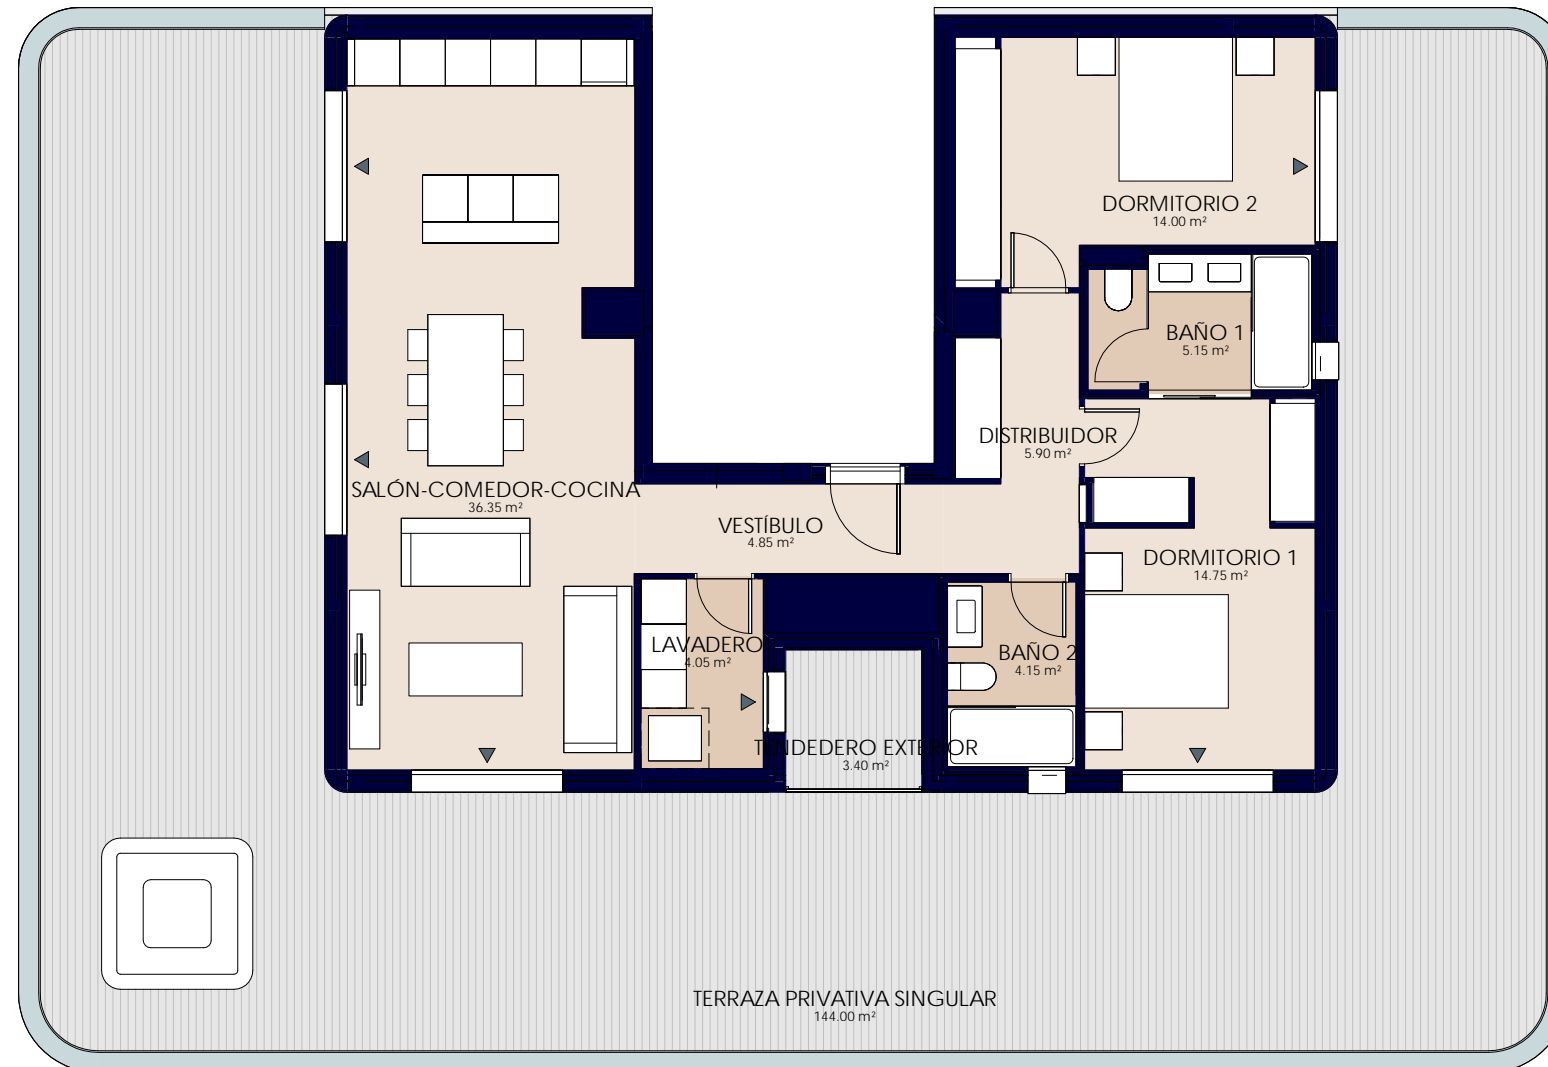 DORMITORIO 2
14.00 m²
BAÑO 1
5.15 m²
DISTRIBUIDOR
5.90 m²
SALÓN-COMEDOR-COCINA
36.35 m²
VESTÍBULO
4.85 m²
DORMITORIO 1
14.75 m²
LAVADERO
4.05 m²
BAÑO 2
4.15 m²
TENDEDERO EXTERIOR
3.40 m²
TERRAZA PRIVATIVA SINGULAR
144.00 m²